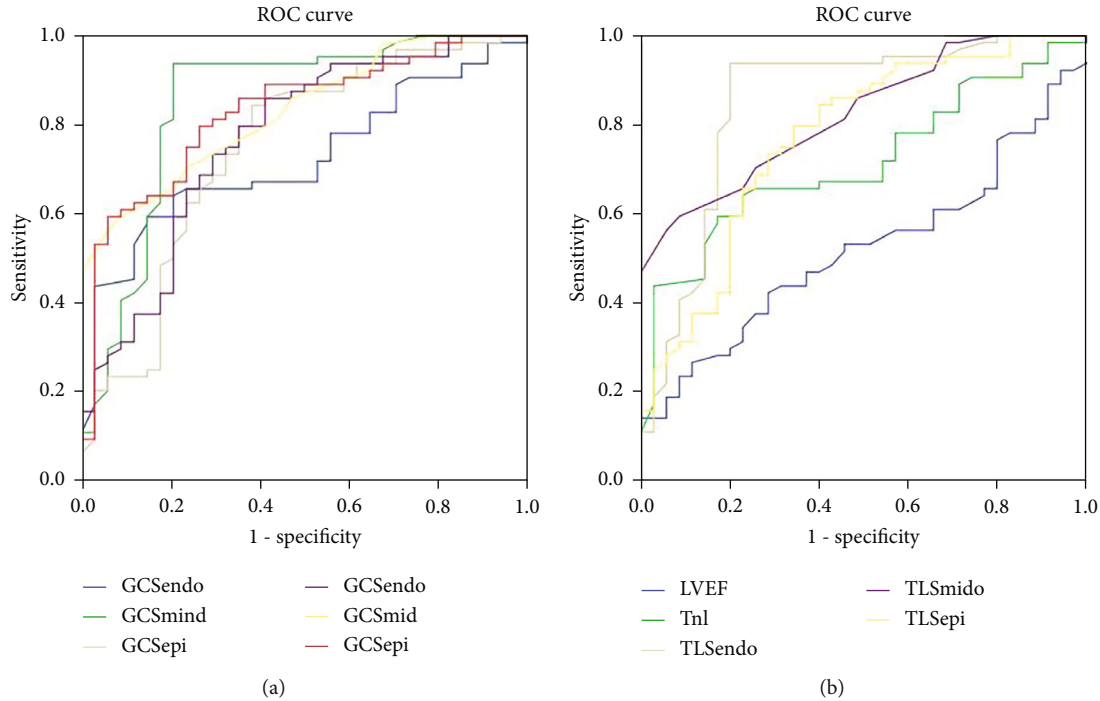 ROC curve
1.0
0.8
0.6
0.4
0.2
0.0
Sensitivity
0.0 0.2 0.4 0.6 0.8 1.0
1 - specificity
GCSendo GCSendo
GCSmind GCSmid
GCSepi GCSepi
(a)
ROC curve
1.0
0.8
0.6
0.4
0.2
0.0
Sensitivity
0.0 0.2 0.4 0.6 0.8 1.0
1 - specificity
LVEF TLSmido
Tnl TLSepi
TLSendo
(b)